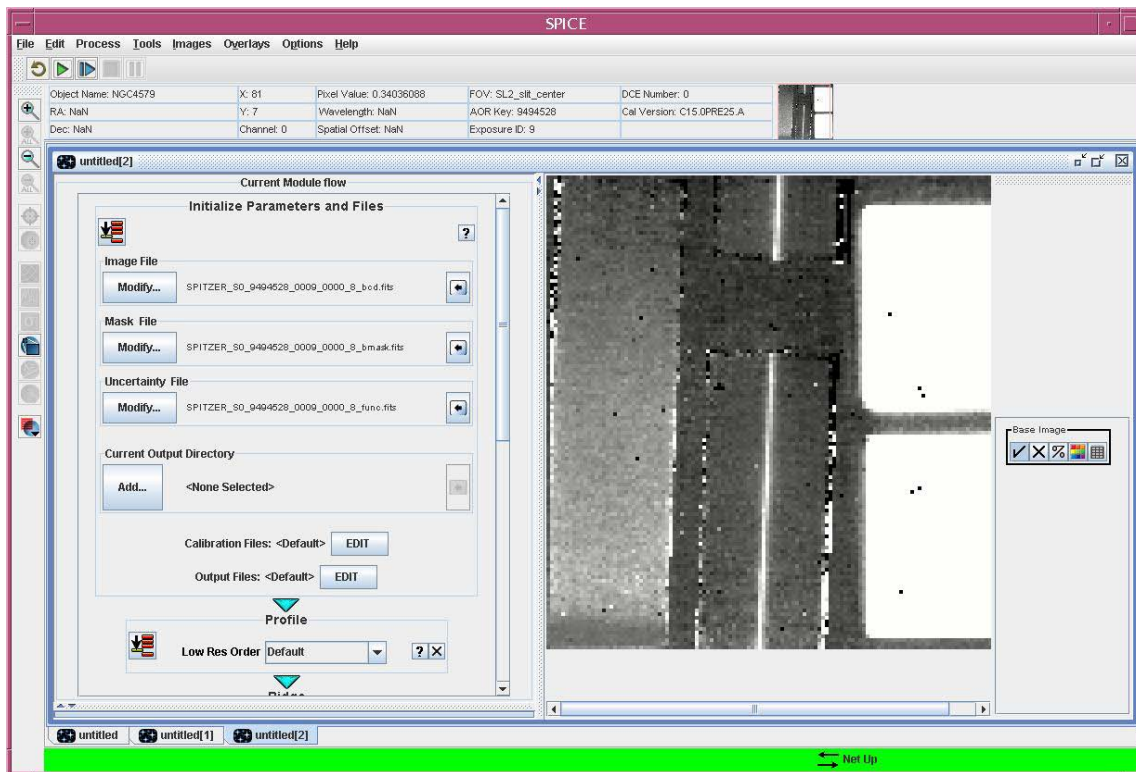 SPICE
File Edit Process Tools Images Overlays Options Help
Object Name: NGC4579 X: 81 Pixel Value: 0.34036088 FOV: SL2_slit_center DCE Number: 0
RA: NaN Y: 7 Wavelength: NaN AOR Key: 9494528 Cal Version: C15.0PRE25.A
Dec: NaN Channel: 0 Spatial Offset: NaN Exposure ID: 9
ALL
ALL
untitled[2]
Current Module flow
Initialize Parameters and Files
?
Image File
Modify... SPITZER_S0_9494528_0009_0000_8_bcd.fits
Mask File
Modify... SPITZER_S0_9494528_0009_0000_8_bmask.fits
Uncertainty File
Modify... SPITZER_S0_9494528_0009_0000_8_func.fits
Current Output Directory
Add... <None Selected>
Calibration Files: <Default> EDIT
Output Files: <Default> EDIT
Profile
Low Res Order Default ?
Ridge
Base Image
%
untitled untitled[1] untitled[2]
Net Up